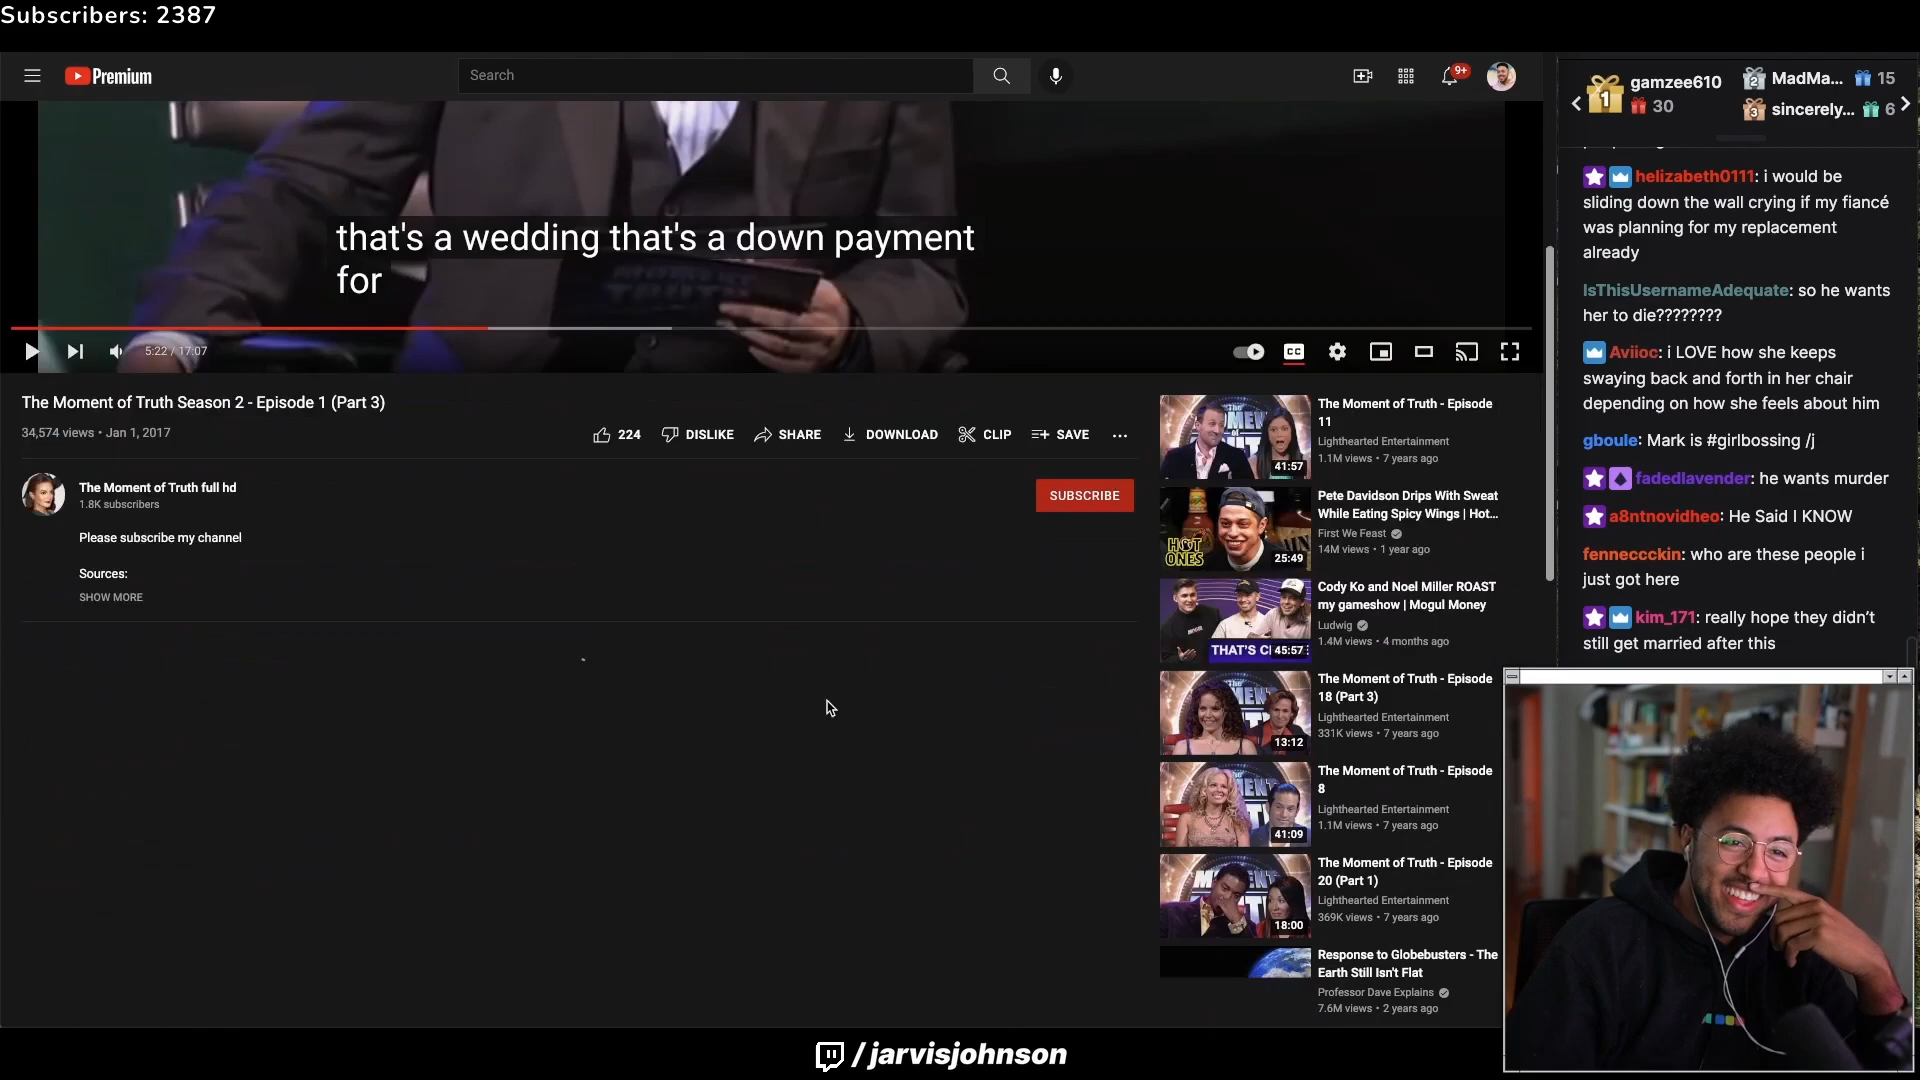 Subscribers: 2387
Premium
Search
9+
1
gamzee610
30
2
MadMa...
15
3
sincerely...
6
that's a wedding that's a down payment
for
5:22 / 17:07
CC
The Moment of Truth Season 2 - Episode 1 (Part 3)
34,574 views • Jan 1, 2017
224
DISLIKE
SHARE
DOWNLOAD
CLIP
SAVE
...
The Moment of Truth full hd
1.8K subscribers
SUBSCRIBE
Please subscribe my channel
Sources:
SHOW MORE
41:57
The Moment of Truth - Episode
11
Lighthearted Entertainment
1.1M views • 7 years ago
HOT
ONES
25:49
Pete Davidson Drips With Sweat
While Eating Spicy Wings | Hot...
First We Feast
14M views • 1 year ago
45:57
Cody Ko and Noel Miller ROAST
my gameshow | Mogul Money
Ludwig
1.4M views • 4 months ago
13:12
The Moment of Truth - Episode
18 (Part 3)
Lighthearted Entertainment
331K views • 7 years ago
41:09
The Moment of Truth - Episode
8
Lighthearted Entertainment
1.1M views • 7 years ago
18:00
The Moment of Truth - Episode
20 (Part 1)
Lighthearted Entertainment
369K views • 7 years ago
Response to Globebusters - The
Earth Still Isn't Flat
Professor Dave Explains
7.6M views • 2 years ago
helizabeth0111: i would be
sliding down the wall crying if my fiancé
was planning for my replacement
already
IsThisUsernameAdequate: so he wants
her to die????????
Aviioc: i LOVE how she keeps
swaying back and forth in her chair
depending on how she feels about him
gboule: Mark is #girlbossing /j
fadedlavender: he wants murder
a8ntnovidheo: He Said I KNOW
fenneccckin: who are these people i
just got here
kim_171: really hope they didn't
still get married after this
/jarvisjohnson